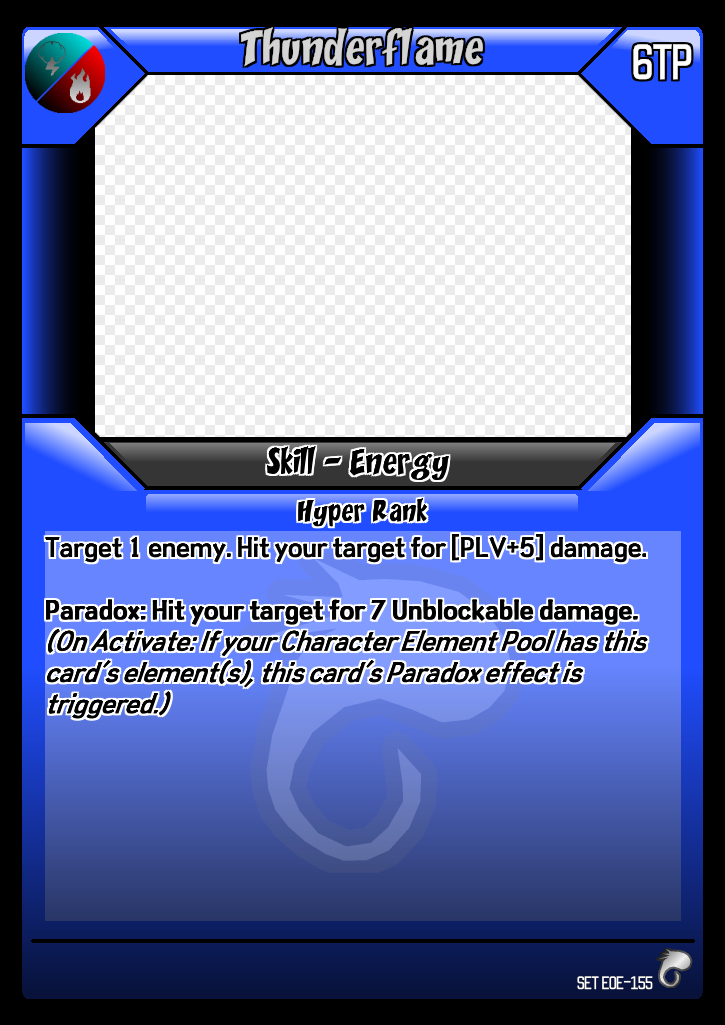 Thunderflame
6TP
Skill - Energy
Hyper Rank
Target 1 enemy. Hit your target for [PLV+5] damage.
Paradox: Hit your target for 7 Unblockable damage.
(On Activate: If your Character Element Pool has this
card's element(s), this card's Paradox effect is
triggered.)
SET EOE-155